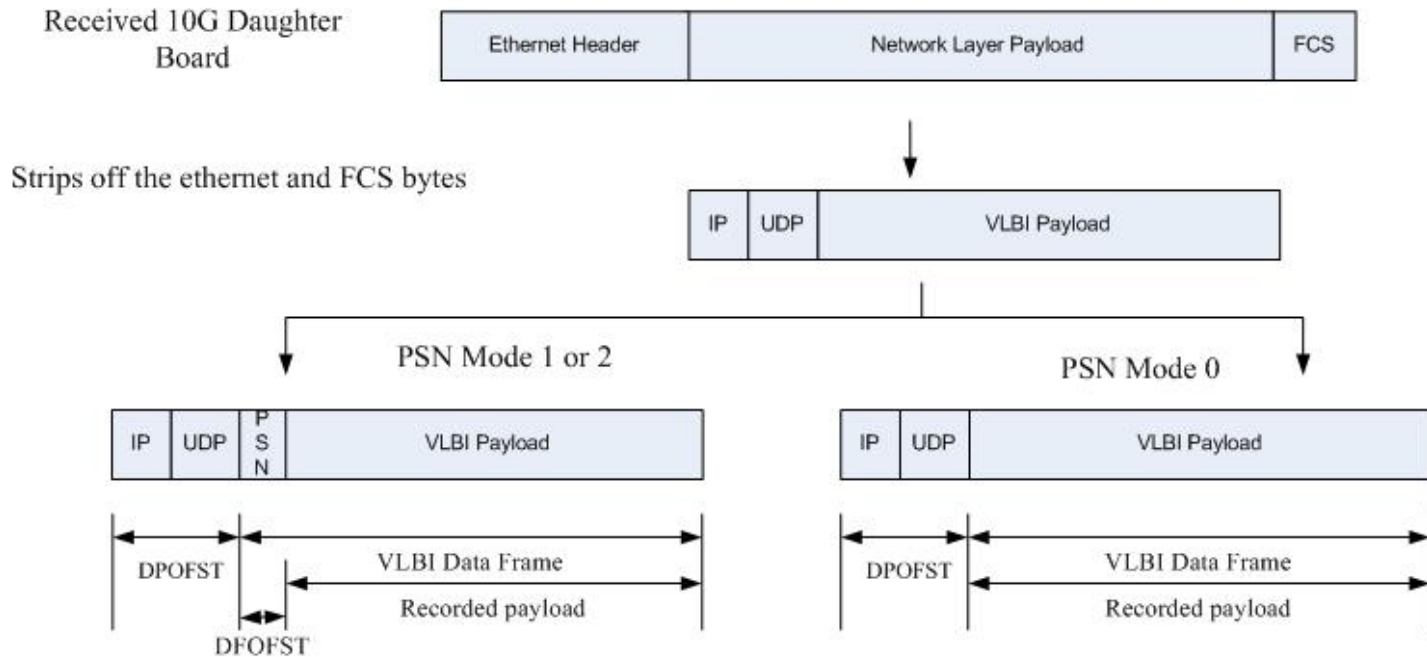 Received 10G Daughter
Board
Ethernet Header
Network Layer Payload
FCS
Strips off the ethernet and FCS bytes
IP
UDP
VLBI Payload
PSN Mode 1 or 2
PSN Mode 0
IP
UDP
P
S
N
VLBI Payload
IP
UDP
VLBI Payload
DPOFST
VLBI Data Frame
Recorded payload
DFOFST
DPOFST
VLBI Data Frame
Recorded payload